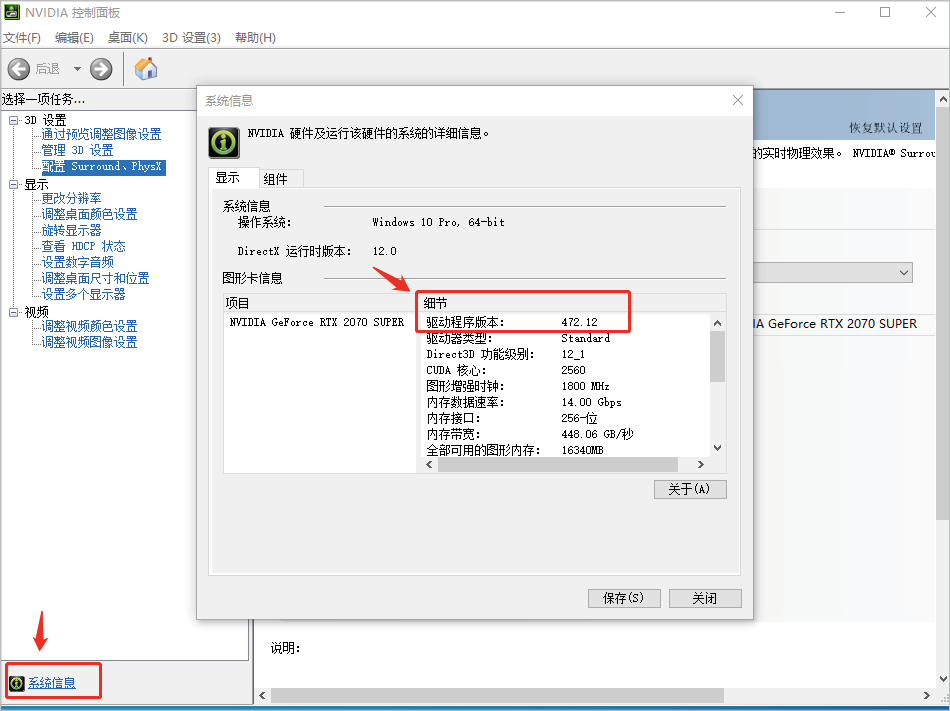 NVIDIA 控制面板
文件(F) 编辑(E) 桌面(K) 3D 设置(3) 帮助(H)
后退
选择一项任务...
3D 设置
通过预览调整图像设置
管理 3D 设置
配置 Surround、PhysX
显示
更改分辨率
调整桌面颜色设置
旋转显示器
查看 HDCP 状态
设置数字音频
调整桌面尺寸和位置
设置多个显示器
视频
调整视频颜色设置
调整视频图像设置
系统信息
恢复默认设置
的实时物理效果。 NVIDIA® Surrou
IA GeForce RTX 2070 SUPER
说明:
系统信息
NVIDIA 硬件及运行该硬件的系统的详细信息。
显示 组件
系统信息
操作系统: Windows 10 Pro, 64-bit
DirectX 运行时版本: 12.0
图形卡信息
项目 细节
NVIDIA GeForce RTX 2070 SUPER
驱动程序版本: 472.12
驱动器类型: Standard
Direct3D 功能级别: 12_1
CUDA 核心: 2560
图形增强时钟: 1800 MHz
内存数据速率: 14.00 Gbps
内存接口: 256-位
内存带宽: 448.06 GB/秒
全部可用的图形内存: 16340MB
关于(A)
保存(S) 关闭